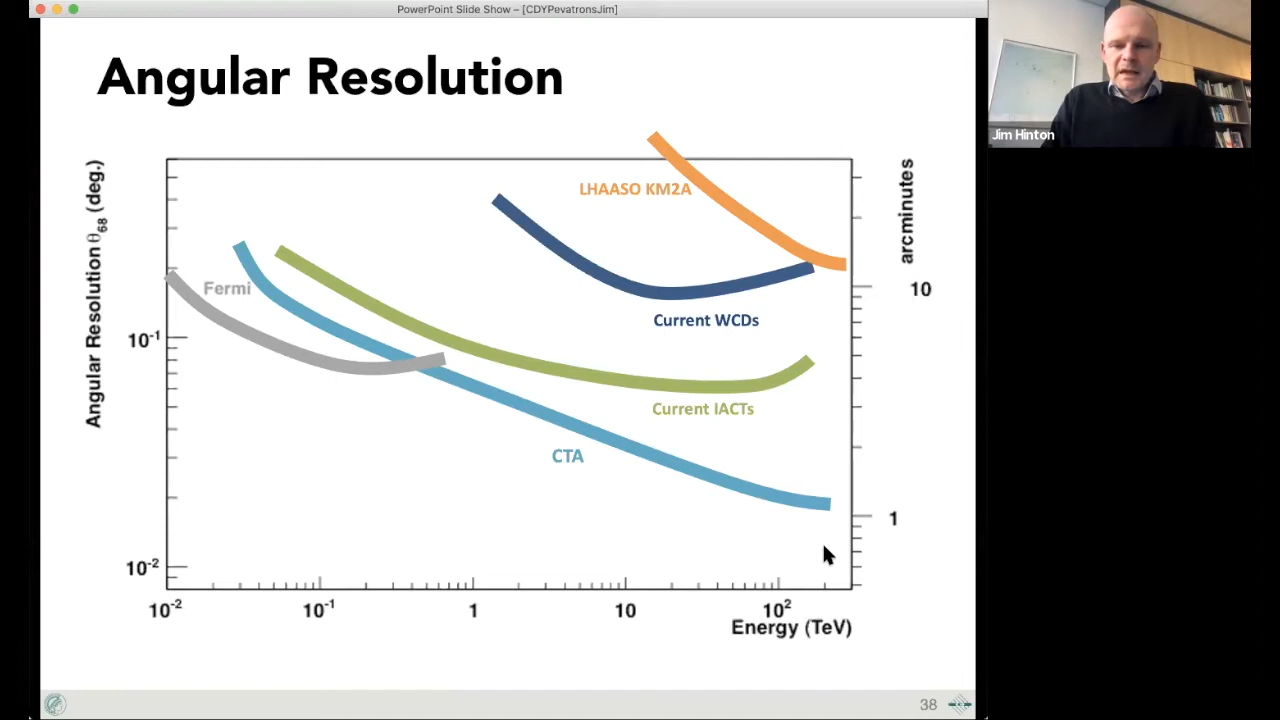 PowerPoint Slide Show – [CDYPevatronsJim]
Angular Resolution
Jim Hinton
Angular Resolution θ68 (deg.)
arcminutes
LHAASO KM2A
Fermi
10
Current WCDs
10-1
Current IACTs
CTA
1
10-2
10-2
10-1
1
10
102
Energy (TeV)
38